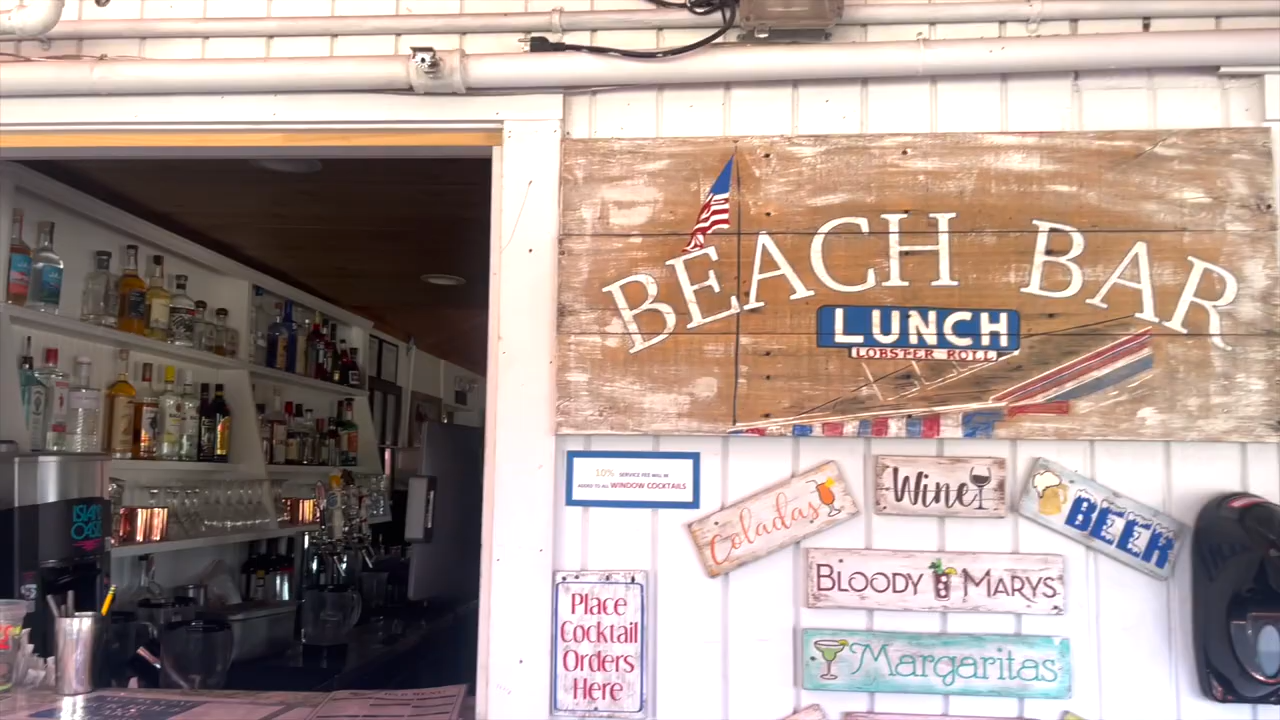 BEACH BAR
LUNCH
LOBSTER ROLL
10% SERVICE FEE WILL BE
ADDED TO ALL WINDOW COCKTAILS
Coladas
Wine
BEER
BLOODY MARYS
Margaritas
Place
Cocktail
Orders
Here